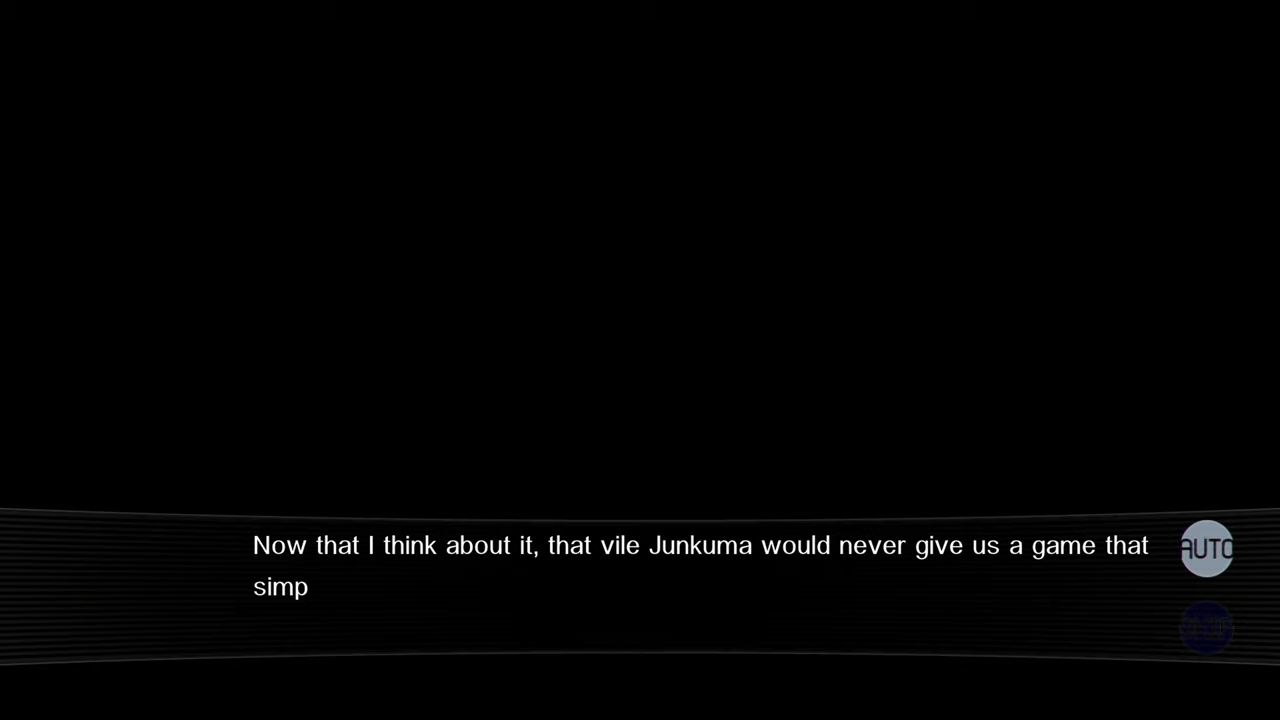 Now that I think about it, that vile Junkuma would never give us a game that
simp
AUTO